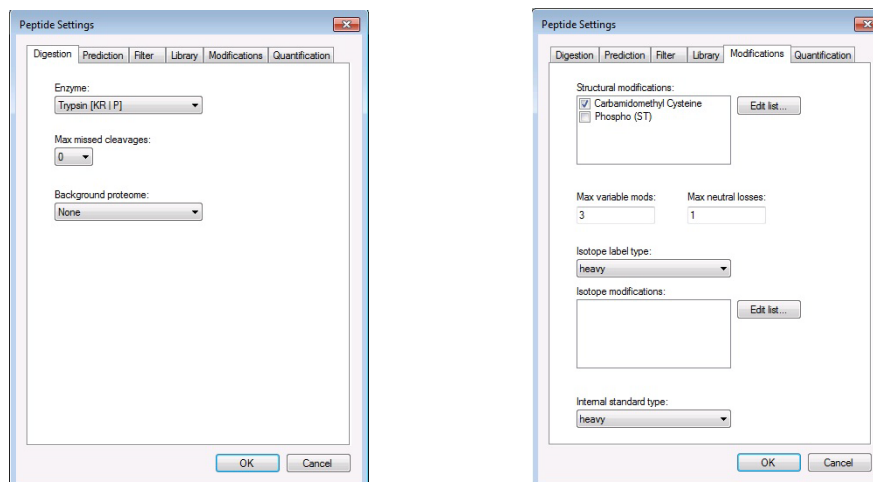 Peptide Settings
Digestion Prediction Filter Library Modifications Quantification
Enzyme:
Trypsin [KR | P]
Max missed cleavages:
0
Background proteome:
None
OK Cancel
Peptide Settings
Digestion Prediction Filter Library Modifications Quantification
Structural modifications:
Carbamidomethyl Cysteine
Edit list...
Phospho (ST)
Max variable mods: Max neutral losses:
3 1
Isotope label type:
heavy
Isotope modifications:
Edit list...
Internal standard type:
heavy
OK Cancel